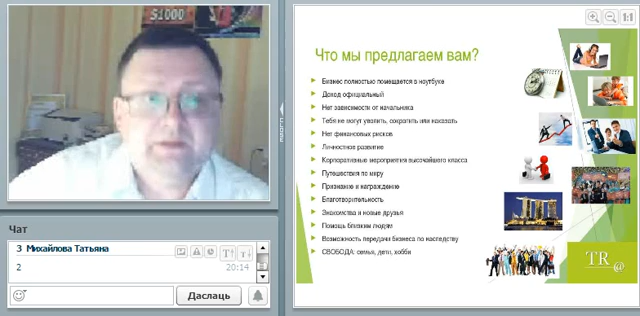 $1000
Чат
3 Михайлова Татьяна
2
20:14
Даслаць
1:1
Что мы предлагаем вам?
Бизнес полностью помещается в ноутбуке
Доход официальный
Нет зависимости от начальника
Тебя не могут уволить, сократить или наказать
Нет финансовых рисков
Личностное развитие
Корпоративные мероприятия высочайшего класса
Путешествия по миру
Признание и награждение
Благотворительность
Знакомства и новые друзья
Помощь близким людям
Возможность передачи бизнеса по наследству
СВОБОДА: семья, дети, хобби
TR
@